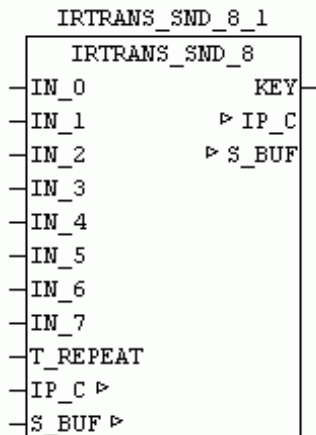 IRTRANS_SND_8_1
IRTRANS_SND_8
IN_0 KEY
IN_1 ▷ IP_C
IN_2 ▷ S_BUF
IN_3
IN_4
IN_5
IN_6
IN_7
T_REPEAT
IP_C ▷
S_BUF ▷